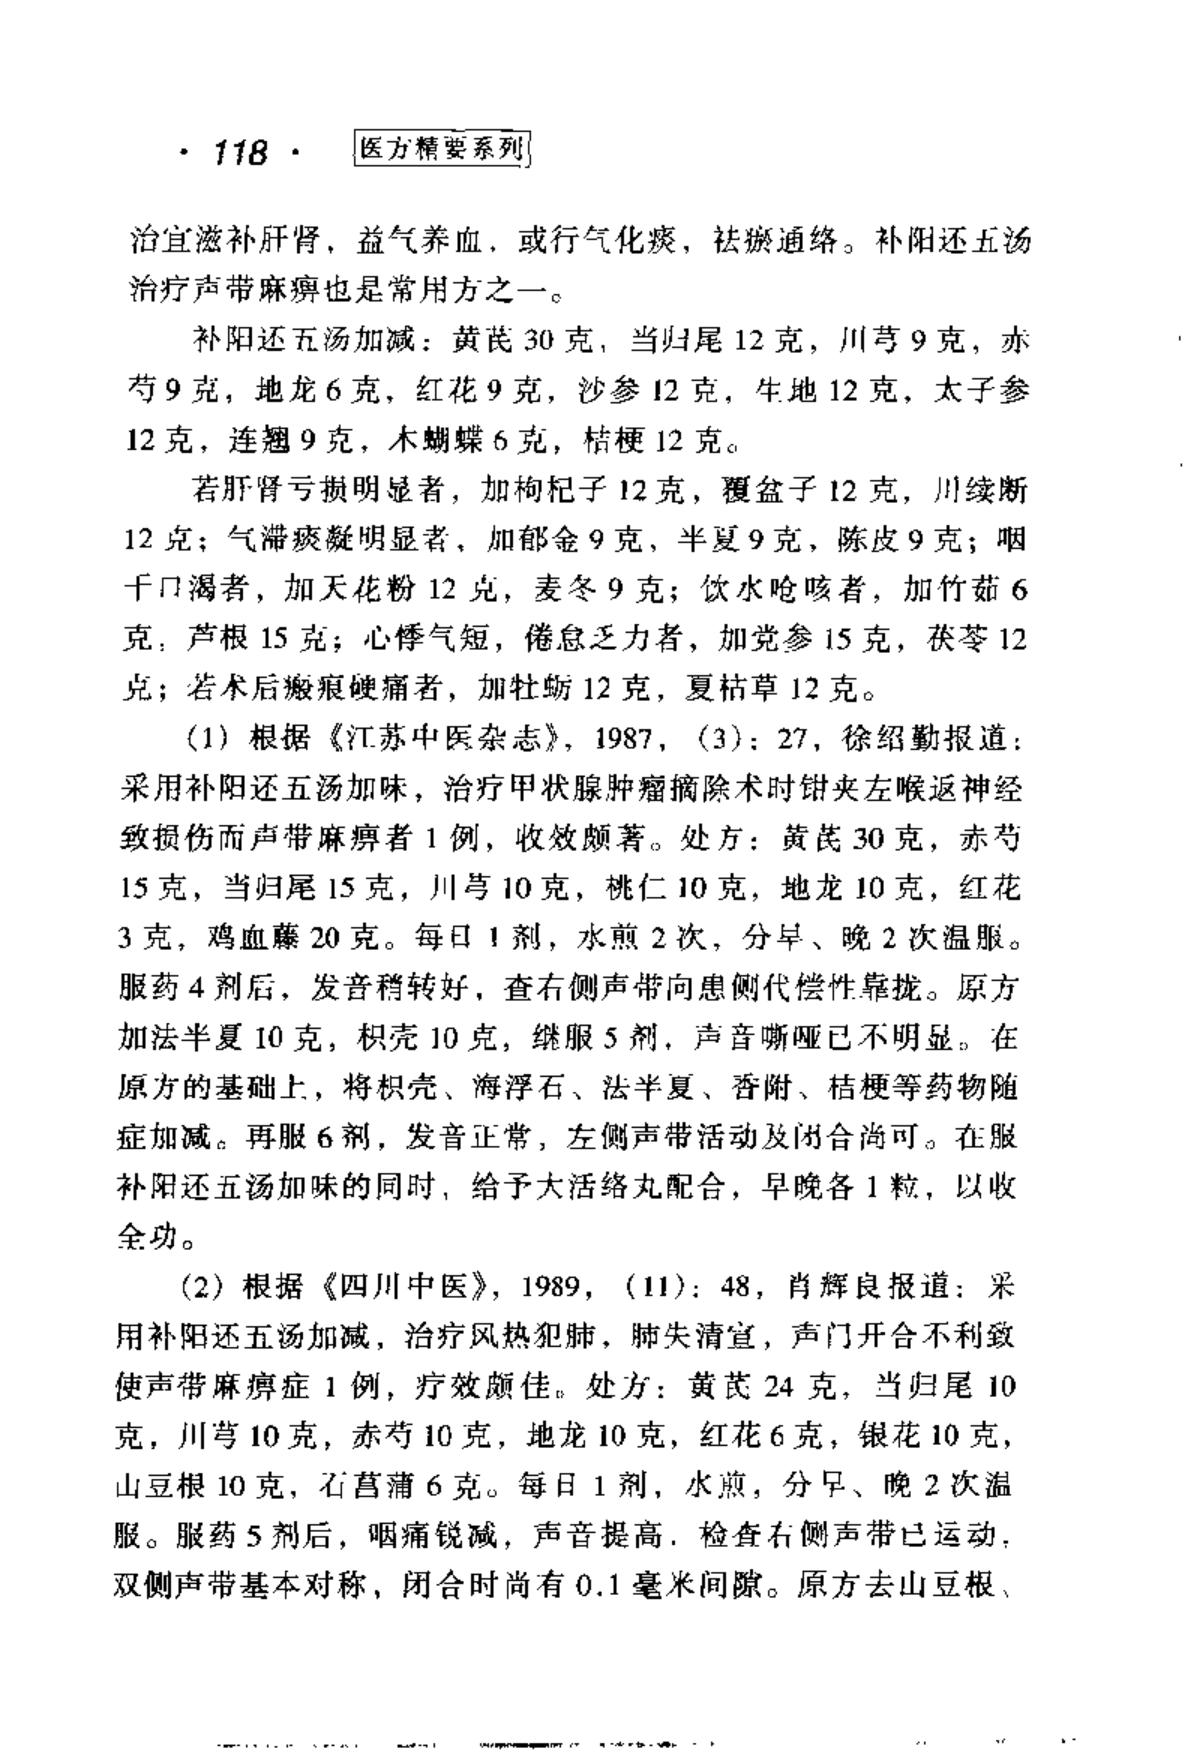 · 118 · 医方精要系列
治宜滋补肝肾，益气养血，或行气化痰，祛瘀通络。补阳还五汤
治疗声带麻痹也是常用方之一。
补阳还五汤加减：黄芪 30 克，当归尾 12 克，川芎 9 克，赤
芍 9 克，地龙 6 克，红花 9 克，沙参 12 克，生地 12 克，太子参
12 克，连翘 9 克，木蝴蝶 6 克，桔梗 12 克。
若肝肾亏损明显者，加枸杞子 12 克，覆盆子 12 克，川续断
12 克；气滞痰凝明显者，加郁金 9 克，半夏 9 克，陈皮 9 克；咽
干口渴者，加天花粉 12 克，麦冬 9 克；饮水呛咳者，加竹茹 6
克，芦根 15 克；心悸气短，倦怠乏力者，加党参 15 克，茯苓 12
克；若术后瘢痕硬痛者，加牡蛎 12 克，夏枯草 12 克。
(1) 根据《江苏中医杂志》，1987，(3)：27，徐绍勤报道：
采用补阳还五汤加味，治疗甲状腺肿瘤摘除术时钳夹左喉返神经
致损伤而声带麻痹者 1 例，收效颇著。处方：黄芪 30 克，赤芍
15 克，当归尾 15 克，川芎 10 克，桃仁 10 克，地龙 10 克，红花
3 克，鸡血藤 20 克。每日 1 剂，水煎 2 次，分早、晚 2 次温服。
服药 4 剂后，发音稍转好，查右侧声带向患侧代偿性靠拢。原方
加法半夏 10 克，枳壳 10 克，继服 5 剂，声音嘶哑已不明显。在
原方的基础上，将枳壳、海浮石、法半夏、香附、桔梗等药物随
症加减。再服 6 剂，发音正常，左侧声带活动及闭合尚可。在服
补阳还五汤加味的同时，给予大活络丸配合，早晚各 1 粒，以收
全功。
(2) 根据《四川中医》，1989，(11)：48，肖辉良报道：采
用补阳还五汤加减，治疗风热犯肺，肺失清宣，声门开合不利致
使声带麻痹症 1 例，疗效颇佳。处方：黄芪 24 克，当归尾 10
克，川芎 10 克，赤芍 10 克，地龙 10 克，红花 6 克，银花 10 克，
山豆根 10 克，石菖蒲 6 克。每日 1 剂，水煎，分早、晚 2 次温
服。服药 5 剂后，咽痛锐减，声音提高，检查右侧声带已运动，
双侧声带基本对称，闭合时尚有 0.1 毫米间隙。原方去山豆根、